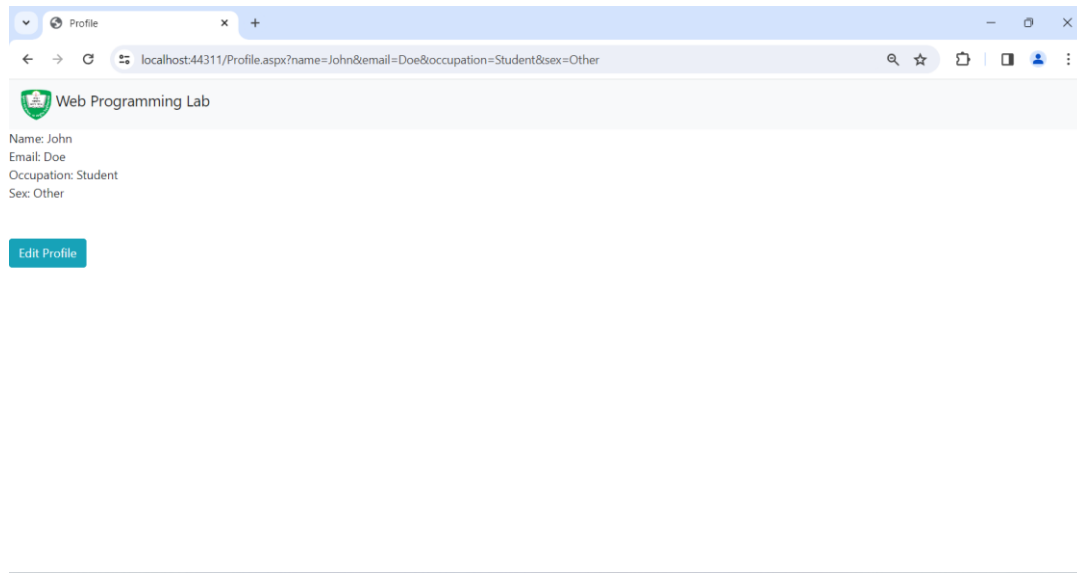 Profile
localhost:44311/Profile.aspx?name=John&email=Doe&occupation=Student&sex=Other
Web Programming Lab
Name: John
Email: Doe
Occupation: Student
Sex: Other
Edit Profile